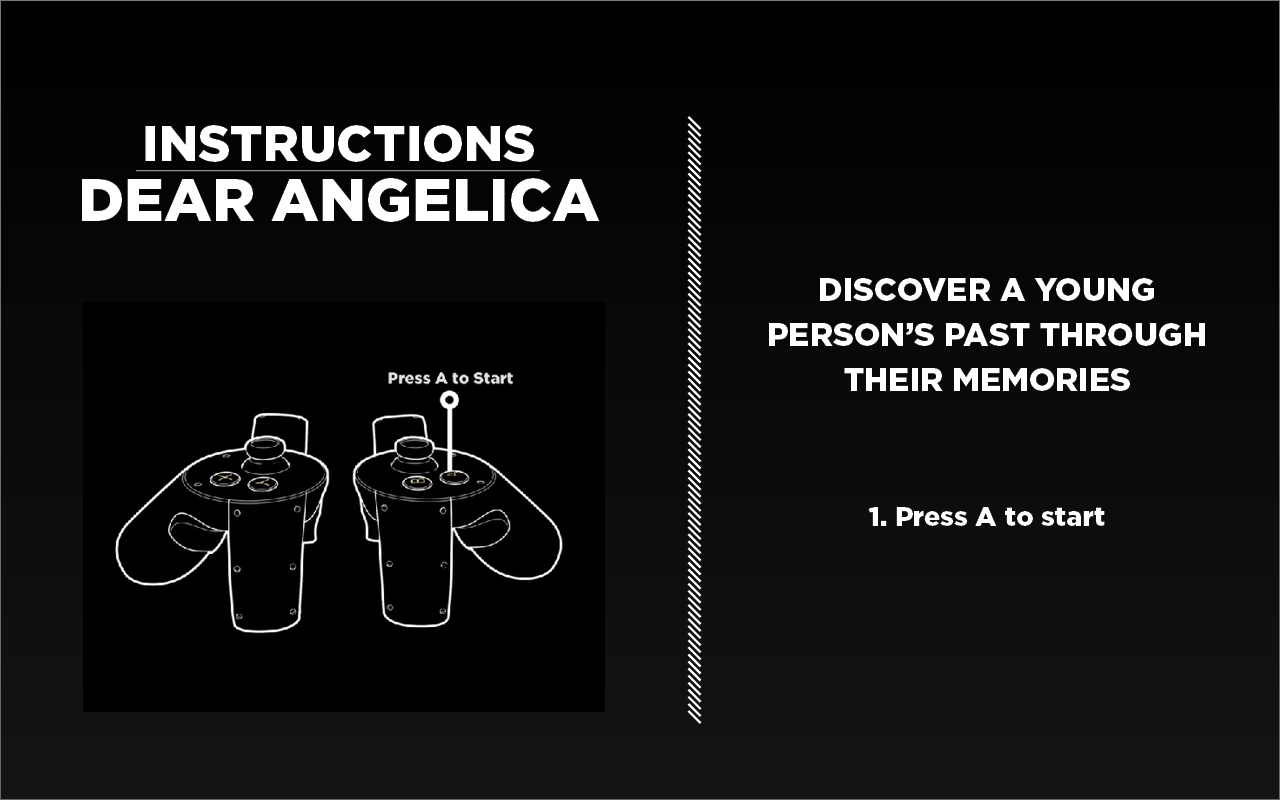 INSTRUCTIONS
DEAR ANGELICA
Press A to Start
X Y B
DISCOVER A YOUNG
PERSON’S PAST THROUGH
THEIR MEMORIES
1. Press A to start